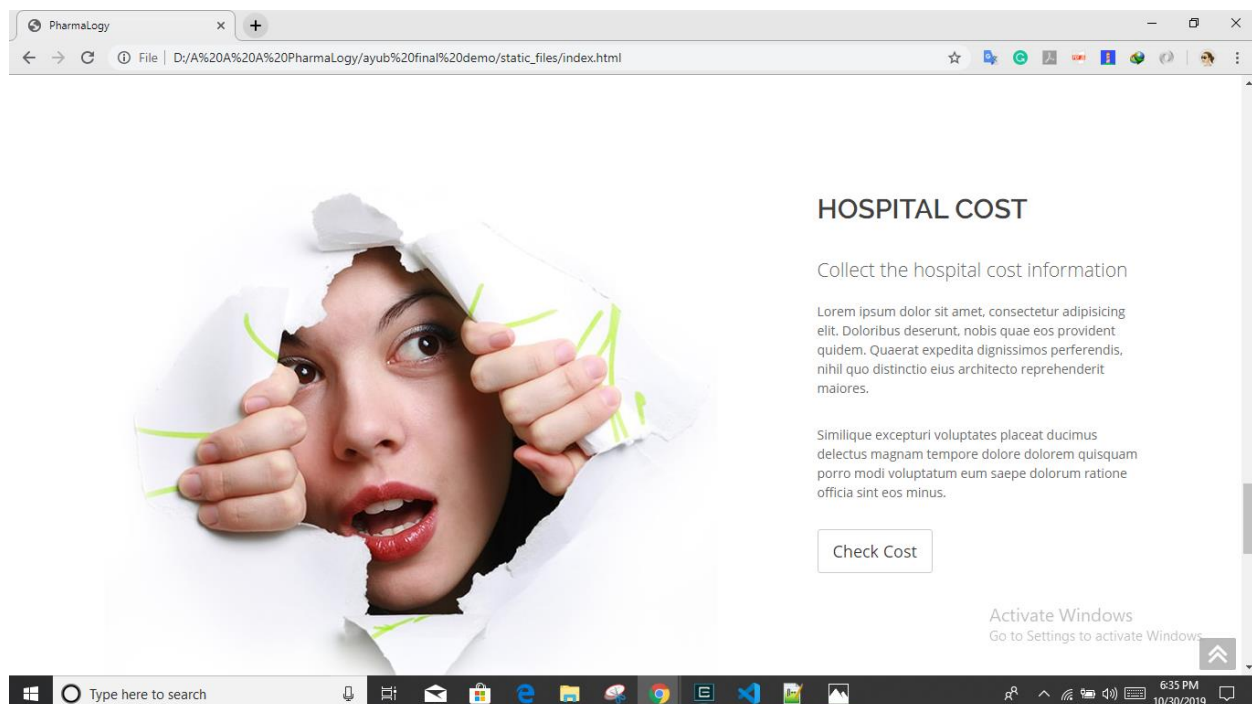 PharmaLogy
File D:/A%20A%20A%20PharmaLogy/ayub%20final%20demo/static_files/index.html
HOSPITAL COST
Collect the hospital cost information
Lorem ipsum dolor sit amet, consectetur adipisicing
elit. Doloribus deserunt, nobis quae eos provident
quidem. Quaerat expedita dignissimos perferendis,
nihil quo distinctio eius architecto reprehenderit
maiores.
Similique excepturi voluptates placeat ducimus
delectus magnam tempore dolore dolorem quisquam
porro modi voluptatum eum saepe dolorum ratione
officia sint eos minus.
Check Cost
Activate Windows
Go to Settings to activate Windows.
Type here to search
6:35 PM
10/30/2019